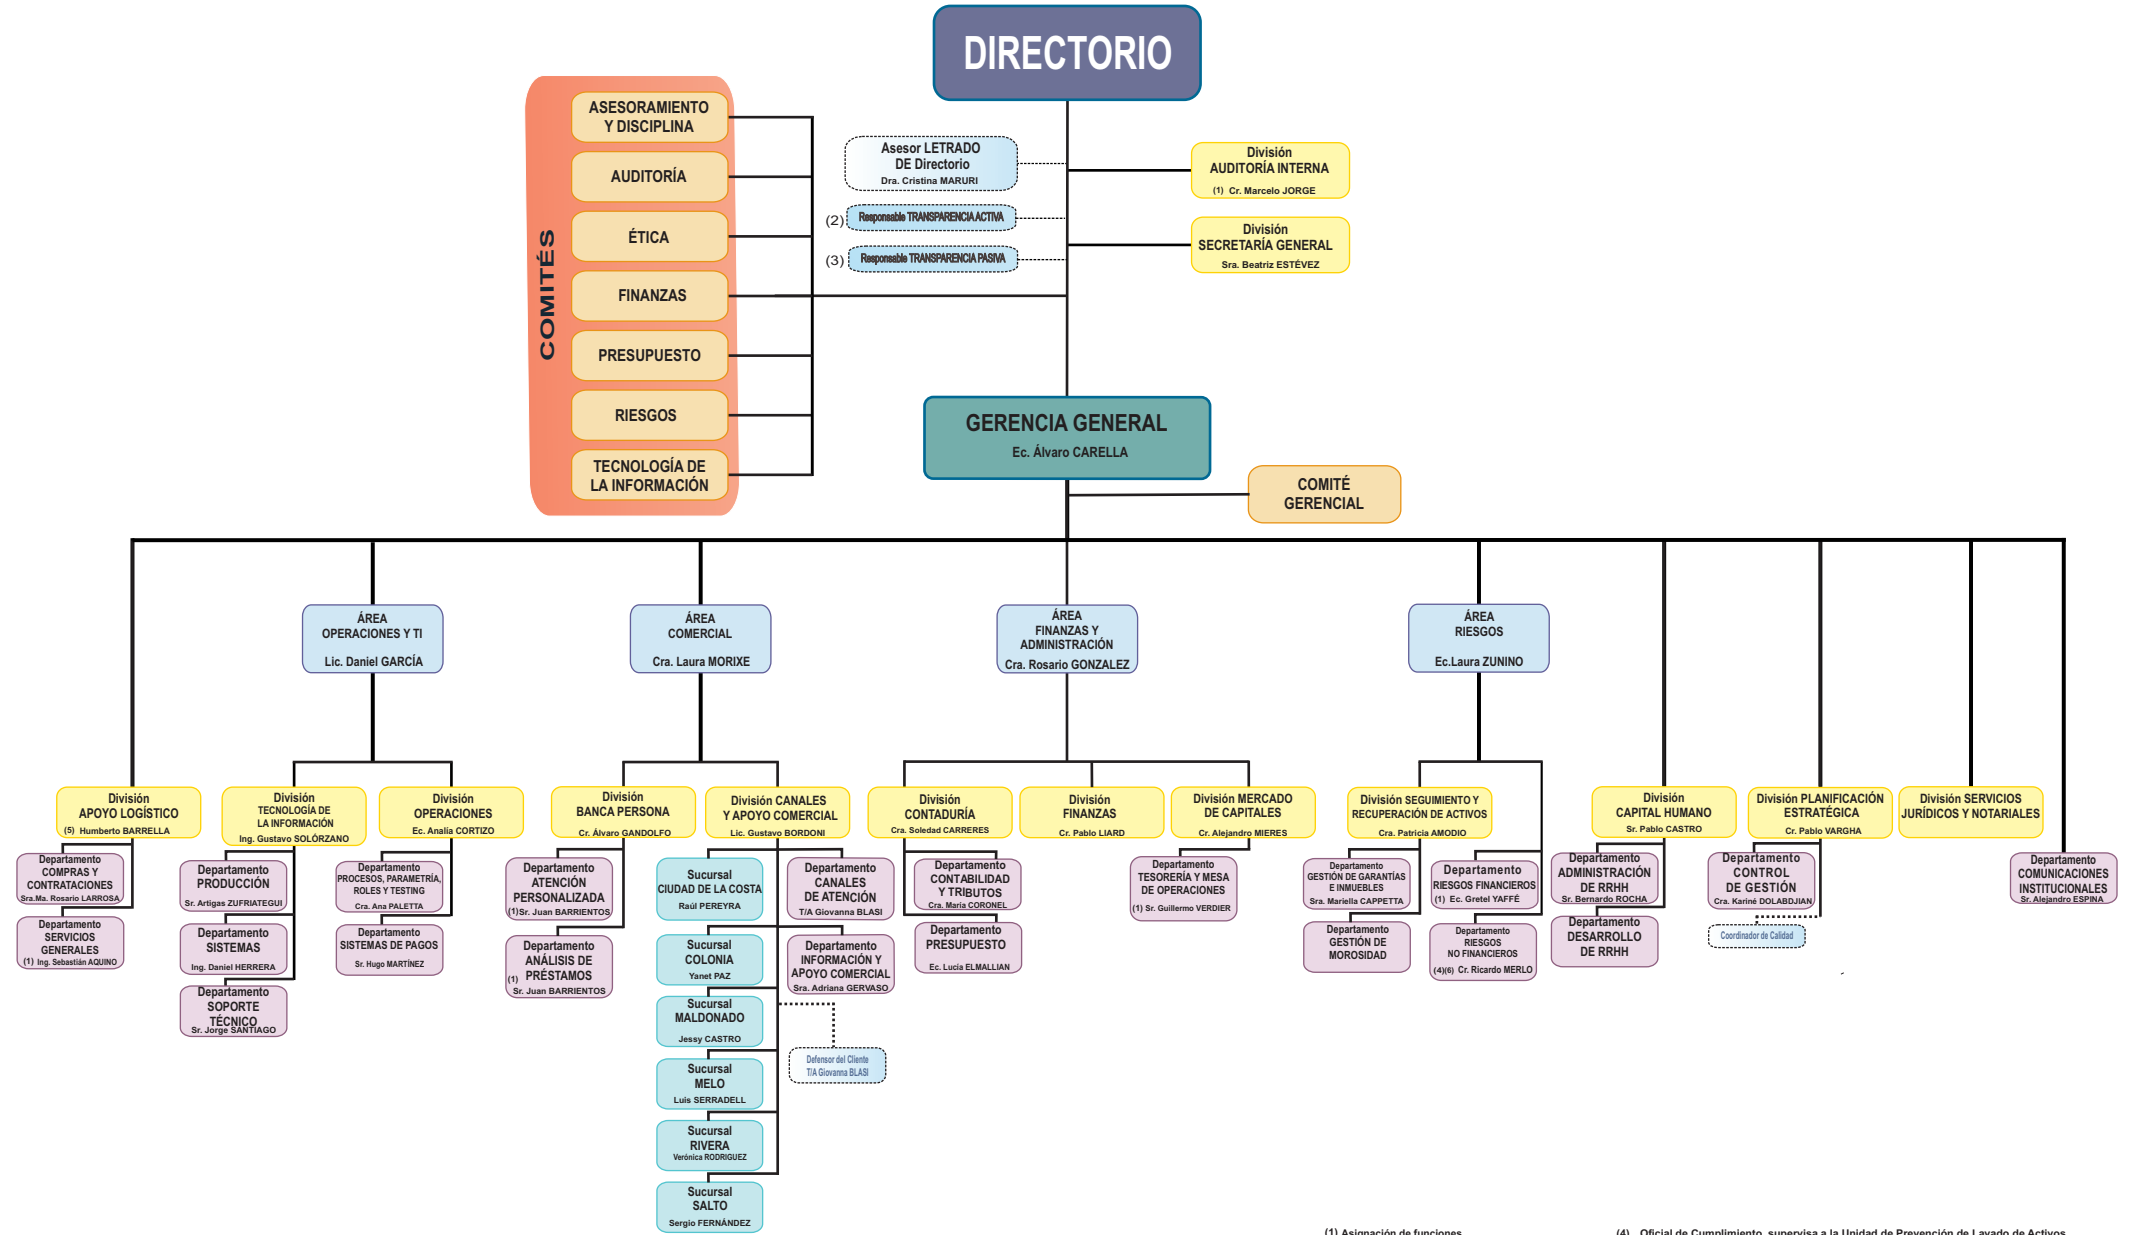 DIRECTORIO
COMITÉS
ASESORAMIENTO
Y DISCIPLINA
AUDITORÍA
ÉTICA
FINANZAS
PRESUPUESTO
RIESGOS
TECNOLOGÍA DE
LA INFORMACIÓN
Asesor LETRADO
DE Directorio
Dra. Cristina MARURI
(2) Responsable TRANSPARENCIA ACTIVA
(3) Responsable TRANSPARENCIA PASIVA
División
AUDITORÍA INTERNA
(1) Cr. Marcelo JORGE
División
SECRETARÍA GENERAL
Sra. Beatriz ESTÉVEZ
GERENCIA GENERAL
Ec. Álvaro CARELLA
COMITÉ
GERENCIAL
ÁREA
OPERACIONES Y TI
Lic. Daniel GARCÍA
ÁREA
COMERCIAL
Cra. Laura MORIXE
ÁREA
FINANZAS Y
ADMINISTRACIÓN
Cra. Rosario GONZALEZ
ÁREA
RIESGOS
Ec.Laura ZUNINO
División
APOYO LOGÍSTICO
(5) Humberto BARRELLA
División
TECNOLOGÍA DE
LA INFORMACIÓN
Ing. Gustavo SOLÓRZANO
División
OPERACIONES
Ec. Analía CORTIZO
División
BANCA PERSONA
Cr. Álvaro GANDOLFO
División CANALES
Y APOYO COMERCIAL
Lic. Gustavo BORDONI
División
CONTADURÍA
Cra. Soledad CARRERES
División
FINANZAS
Cr. Pablo LIARD
División MERCADO
DE CAPITALES
Cr. Alejandro MIERES
División SEGUIMIENTO Y
RECUPERACIÓN DE ACTIVOS
Cra. Patricia AMODIO
División
CAPITAL HUMANO
Sr. Pablo CASTRO
División PLANIFICACIÓN
ESTRATÉGICA
Cr. Pablo VARGHA
División SERVICIOS
JURÍDICOS Y NOTARIALES
Departamento
COMPRAS Y
CONTRATACIONES
Sra.Ma. Rosario LARROSA
Departamento
SERVICIOS
GENERALES
(1) Ing. Sebastián AQUINO
Departamento
PRODUCCIÓN
Sr. Artigas ZUFRIATEGUI
Departamento
SISTEMAS
Ing. Daniel HERRERA
Departamento
SOPORTE
TÉCNICO
Sr. Jorge SANTIAGO
Departamento
PROCESOS, PARAMETRÍA,
ROLES Y TESTING
Cra. Ana PALETTA
Departamento
SISTEMAS DE PAGOS
Sr. Hugo MARTÍNEZ
Departamento
ATENCIÓN
PERSONALIZADA
(1)Sr. Juan BARRIENTOS
Departamento
ANÁLISIS DE
PRÉSTAMOS
(1)
Sr. Juan BARRIENTOS
Sucursal
CIUDAD DE LA COSTA
Raúl PEREYRA
Sucursal
COLONIA
Yanet PAZ
Sucursal
MALDONADO
Jessy CASTRO
Sucursal
MELO
Luis SERRADELL
Sucursal
RIVERA
Verónica RODRIGUEZ
Sucursal
SALTO
Sergio FERNÁNDEZ
Departamento
CANALES
DE ATENCIÓN
T/A Giovanna BLASI
Departamento
INFORMACIÓN Y
APOYO COMERCIAL
Sra. Adriana GERVASO
Defensor del Cliente
T/A Giovanna BLASI
Departamento
CONTABILIDAD
Y TRIBUTOS
Cra. María CORONEL
Departamento
PRESUPUESTO
Ec. Lucía ELMALLIAN
Departamento
TESORERÍA Y MESA
DE OPERACIONES
(1) Sr. Guillermo VERDIER
Departamento
GESTIÓN DE GARANTÍAS
E INMUEBLES
Sra. Mariella CAPPETTA
Departamento
GESTIÓN DE
MOROSIDAD
Departamento
RIESGOS FINANCIEROS
(1) Ec. Gretel YAFFÉ
Departamento
RIESGOS
NO FINANCIEROS
(4)(6) Cr. Ricardo MERLO
Departamento
ADMINISTRACIÓN
DE RRHH
Sr. Bernardo ROCHA
Departamento
DESARROLLO
DE RRHH
Departamento
CONTROL
DE GESTIÓN
Cra. Kariné DOLABDJIAN
Coordinador de Calidad
Departamento
COMUNICACIONES
INSTITUCIONALES
Sr. Alejandro ESPINA
(1) Asignación de funciones
(4) Oficial de Cumplimiento, supervisa a la Unidad de Prevención de Lavado de Activos